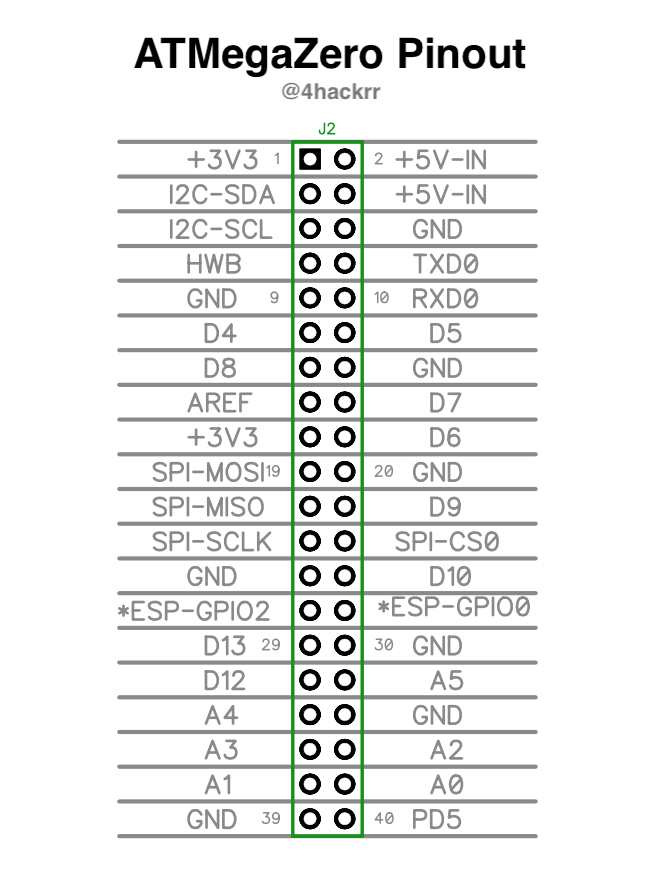 ATMegaZero Pinout
@4hackrr
J2
+3V3 1 2 +5V-IN
I2C-SDA +5V-IN
I2C-SCL GND
HWB TXD0
GND 9 10 RXD0
D4 D5
D8 GND
AREF D7
+3V3 D6
SPI-MOSI 19 20 GND
SPI-MISO D9
SPI-SCLK SPI-CS0
GND D10
*ESP-GPIO2 *ESP-GPIO0
D13 29 30 GND
D12 A5
A4 GND
A3 A2
A1 A0
GND 39 40 PD5